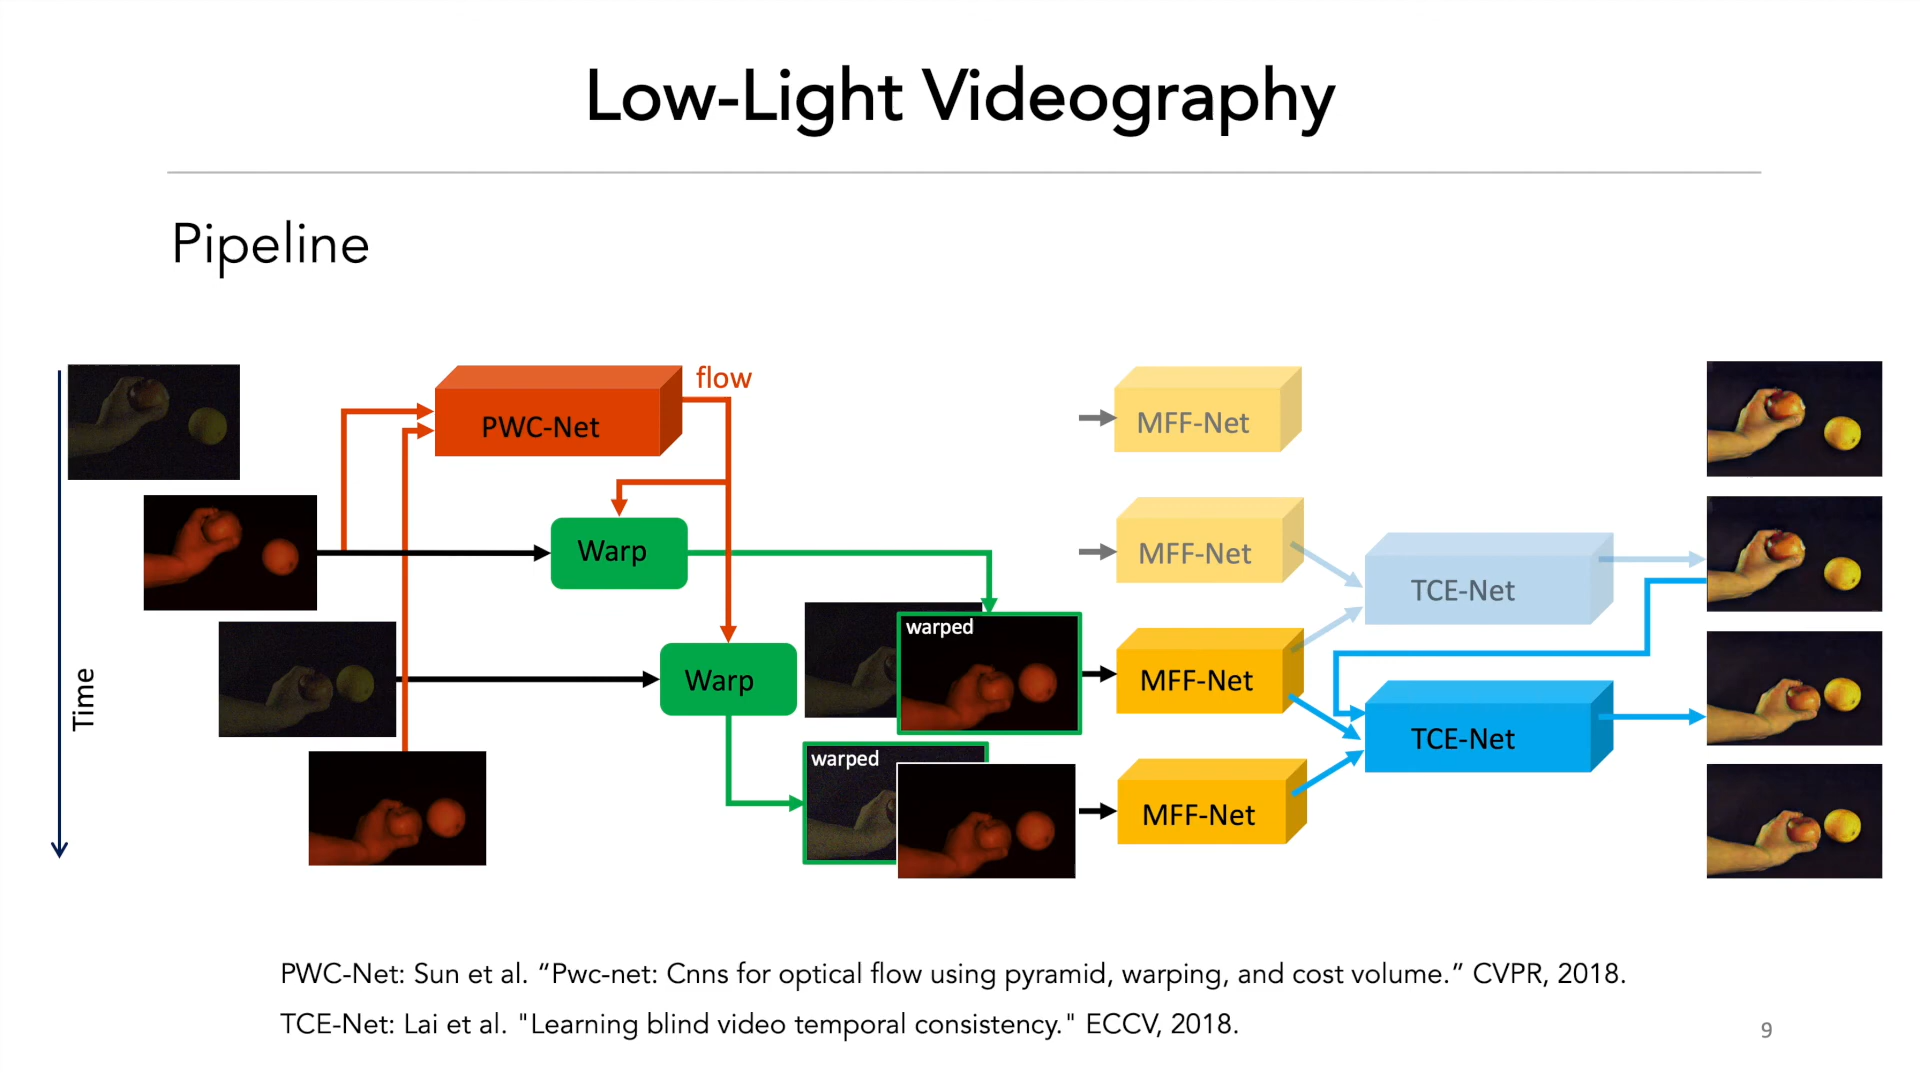 Low-Light Videography
Pipeline
flow
PWC-Net
MFF-Net
Warp
MFF-Net
TCE-Net
warped
Time
Warp
MFF-Net
TCE-Net
warped
MFF-Net
PWC-Net: Sun et al. “Pwc-net: Cnns for optical flow using pyramid, warping, and cost volume.” CVPR, 2018.
TCE-Net: Lai et al. "Learning blind video temporal consistency." ECCV, 2018.
9